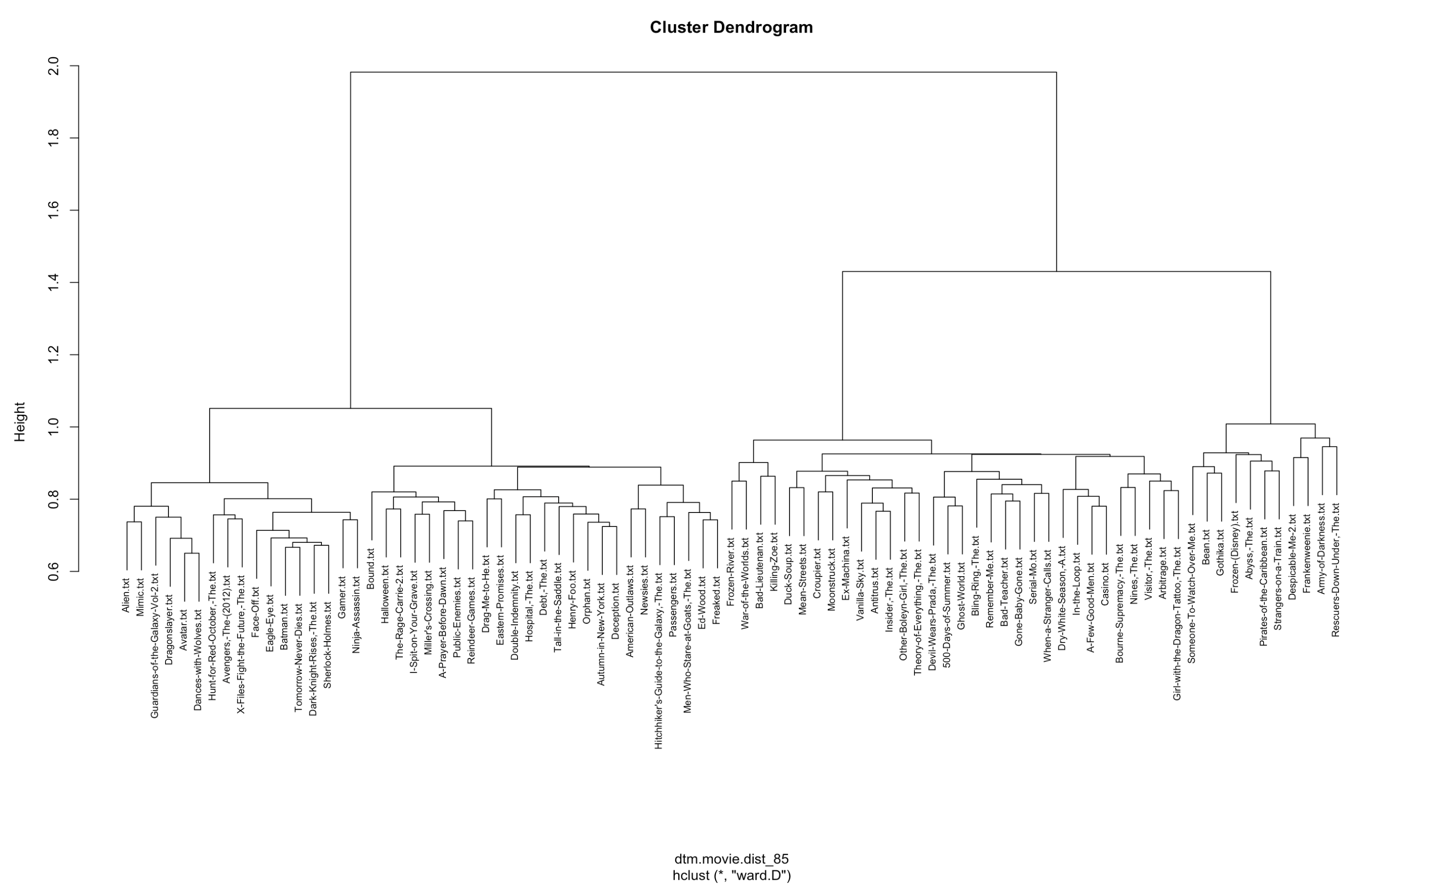 Cluster Dendrogram
Height
2.0
1.8
1.6
1.4
1.2
1.0
0.8
0.6
Alien.txt
Mimic.txt
Guardians-of-the-Galaxy-Vol-2.txt
Dragonslayer.txt
Avatar.txt
Dances-with-Wolves.txt
Hunt-for-Red-October,-The.txt
Avengers,-The-(2012).txt
X-Files-Fight-the-Future,-The.txt
Face-Off.txt
Eagle-Eye.txt
Batman.txt
Tomorrow-Never-Dies.txt
Dark-Knight-Rises,-The.txt
Sherlock-Holmes.txt
Gamer.txt
Ninja-Assassin.txt
Bound.txt
Halloween.txt
The-Rage-Carrie-2.txt
I-Spit-on-Your-Grave.txt
Miller's-Crossing.txt
A-Prayer-Before-Dawn.txt
Public-Enemies.txt
Reindeer-Games.txt
Drag-Me-to-He.txt
Eastern-Promises.txt
Double-Indemnity.txt
Hospital,-The.txt
Debt,-The.txt
Tall-in-the-Saddle.txt
Henry-Foo.txt
Orphan.txt
Autumn-in-New-York.txt
Deception.txt
American-Outlaws.txt
Newsies.txt
Hitchhiker's-Guide-to-the-Galaxy,-The.txt
Passengers.txt
Men-Who-Stare-at-Goats,-The.txt
Ed-Wood.txt
Freaked.txt
Frozen-River.txt
War-of-the-Worlds.txt
Bad-Lieutenan.txt
Killing-Zoe.txt
Duck-Soup.txt
Mean-Streets.txt
Croupier.txt
Moonstruck.txt
Ex-Machina.txt
Vanilla-Sky.txt
Antitrus.txt
Insider,-The.txt
Other-Boleyn-Girl,-The.txt
Theory-of-Everything,-The.txt
Devil-Wears-Prada,-The.txt
500-Days-of-Summer.txt
Ghost-World.txt
Bling-Ring,-The.txt
Remember-Me.txt
Bad-Teacher.txt
Gone-Baby-Gone.txt
Serial-Mo.txt
When-a-Stranger-Calls.txt
Dry-White-Season,-A.txt
In-the-Loop.txt
A-Few-Good-Men.txt
Casino.txt
Bourne-Supremacy,-The.txt
Nines,-The.txt
Visitor,-The.txt
Arbitrage.txt
Girl-with-the-Dragon-Tattoo,-The.txt
Someone-To-Watch-Over-Me.txt
Bean.txt
Gothika.txt
Frozen-(Disney).txt
Abyss,-The.txt
Pirates-of-the-Caribbean.txt
Strangers-on-a-Train.txt
Despicable-Me-2.txt
Frankenweenie.txt
Army-of-Darkness.txt
Rescuers-Down-Under,-The.txt
dtm.movie.dist_85
hclust (*, "ward.D")